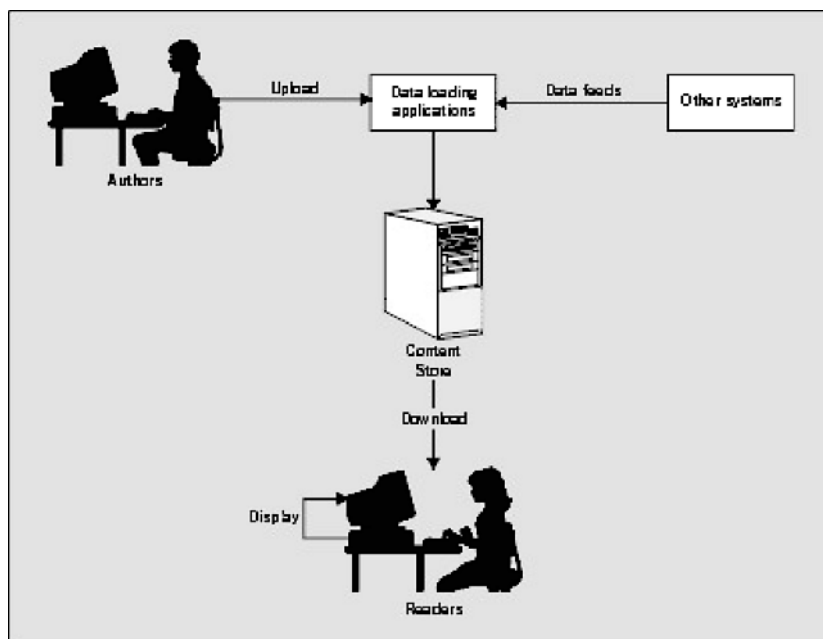 Upload
Data loading
applications
Data feeds
Other systems
Authors
Content
Store
Download
Display
Readers